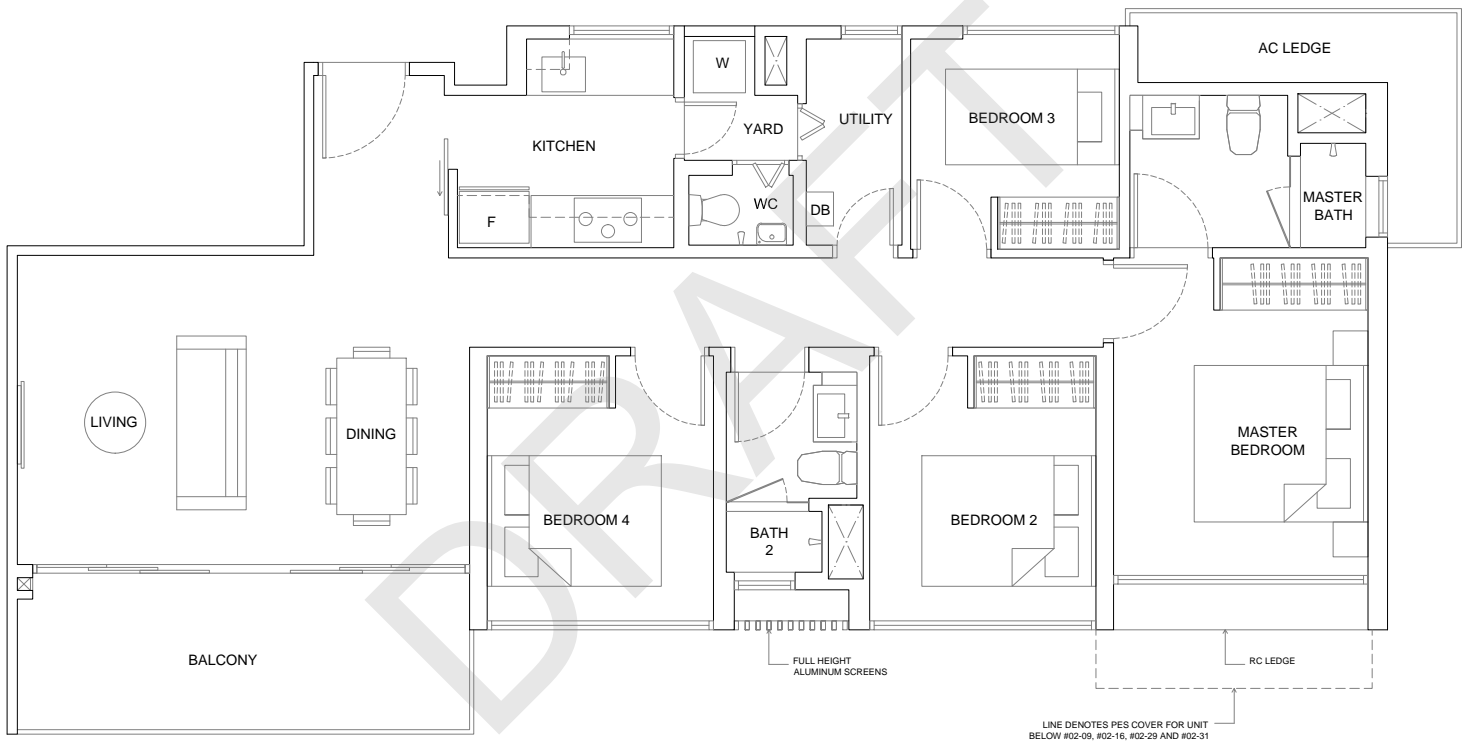 AC LEDGE
W
YARD
UTILITY
BEDROOM 3
KITCHEN
F
WC
DB
MASTER
BATH
LIVING
DINING
MASTER
BEDROOM
BEDROOM 4
BATH
2
BEDROOM 2
BALCONY
FULL HEIGHT
ALUMINUM SCREENS
RC LEDGE
LINE DENOTES PES COVER FOR UNIT
BELOW #02-09, #02-16, #02-29 AND #02-31
DRAFT